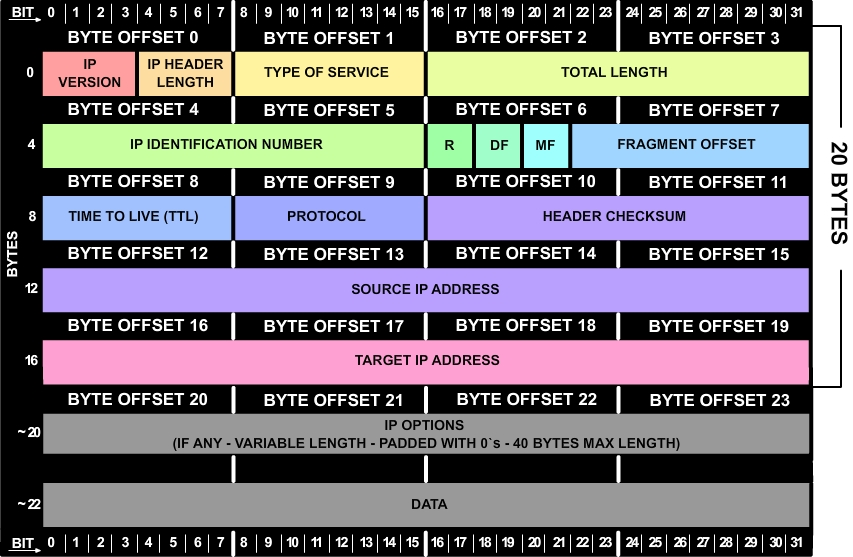 BIT 0 1 2 3 4 5 6 7 8 9 10 11 12 13 14 15 16 17 18 19 20 21 22 23 24 25 26 27 28 29 30 31
BYTES
BYTE OFFSET 0 BYTE OFFSET 1 BYTE OFFSET 2 BYTE OFFSET 3
0 IP VERSION IP HEADER LENGTH TYPE OF SERVICE TOTAL LENGTH
BYTE OFFSET 4 BYTE OFFSET 5 BYTE OFFSET 6 BYTE OFFSET 7
4 IP IDENTIFICATION NUMBER R DF MF FRAGMENT OFFSET
BYTE OFFSET 8 BYTE OFFSET 9 BYTE OFFSET 10 BYTE OFFSET 11
8 TIME TO LIVE (TTL) PROTOCOL HEADER CHECKSUM
20 BYTES
BYTES
BYTE OFFSET 12 BYTE OFFSET 13 BYTE OFFSET 14 BYTE OFFSET 15
12 SOURCE IP ADDRESS
BYTE OFFSET 16 BYTE OFFSET 17 BYTE OFFSET 18 BYTE OFFSET 19
16 TARGET IP ADDRESS
BYTE OFFSET 20 BYTE OFFSET 21 BYTE OFFSET 22 BYTE OFFSET 23
~20 IP OPTIONS
(IF ANY - VARIABLE LENGTH - PADDED WITH 0`s - 40 BYTES MAX LENGTH)
~22 DATA
BIT 0 1 2 3 4 5 6 7 8 9 10 11 12 13 14 15 16 17 18 19 20 21 22 23 24 25 26 27 28 29 30 31